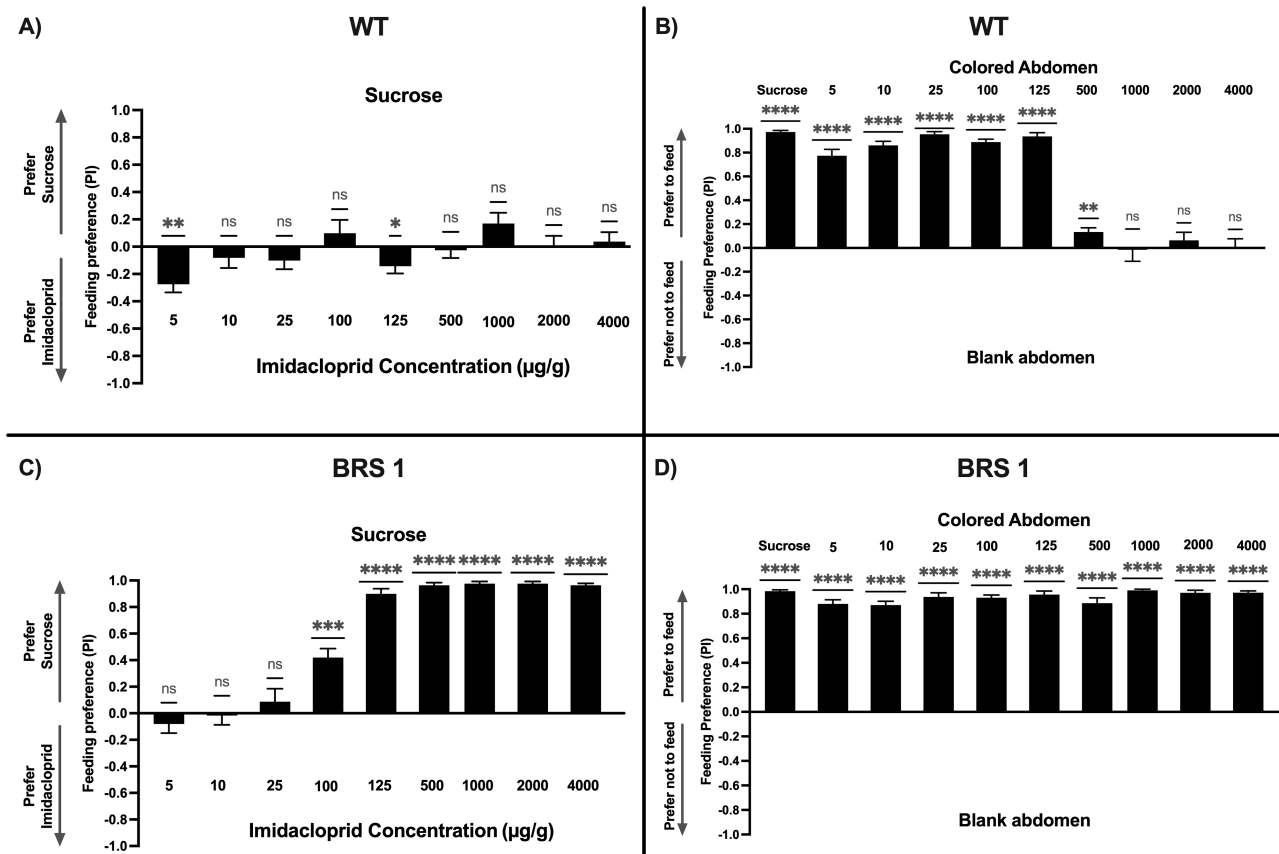 A)
WT
Sucrose
Prefer
Sucrose
Prefer
Imidacloprid
Feeding preference (PI)
1.0
0.8
0.6
0.4
0.2
0.0
-0.2
-0.4
-0.6
-0.8
-1.0
** ns ns ns * ns ns ns ns
5 10 25 100 125 500 1000 2000 4000
Imidacloprid Concentration (µg/g)
B)
WT
Colored Abdomen
Sucrose 5 10 25 100 125 500 1000 2000 4000
**** **** **** **** **** **** ** ns ns ns
Prefer to feed
Prefer not to feed
Feeding Preference (PI)
1.0
0.8
0.6
0.4
0.2
0.0
-0.2
-0.4
-0.6
-0.8
-1.0
Blank abdomen
C)
BRS 1
Sucrose
Prefer
Sucrose
Prefer
Imidacloprid
Feeding preference (PI)
1.0
0.8
0.6
0.4
0.2
0.0
-0.2
-0.4
-0.6
-0.8
-1.0
ns ns ns *** **** **** **** **** ****
5 10 25 100 125 500 1000 2000 4000
Imidacloprid Concentration (µg/g)
D)
BRS 1
Colored Abdomen
Sucrose 5 10 25 100 125 500 1000 2000 4000
**** **** **** **** **** **** **** **** **** ****
Prefer to feed
Prefer not to feed
Feeding Preference (PI)
1.0
0.8
0.6
0.4
0.2
0.0
-0.2
-0.4
-0.6
-0.8
-1.0
Blank abdomen